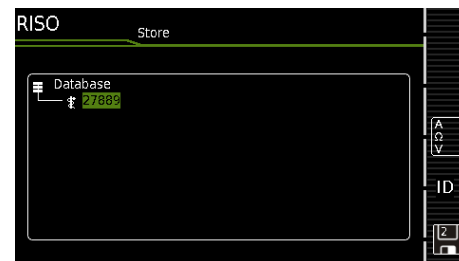 RISO
Store
Database
27889
A
Ω
V
ID
2